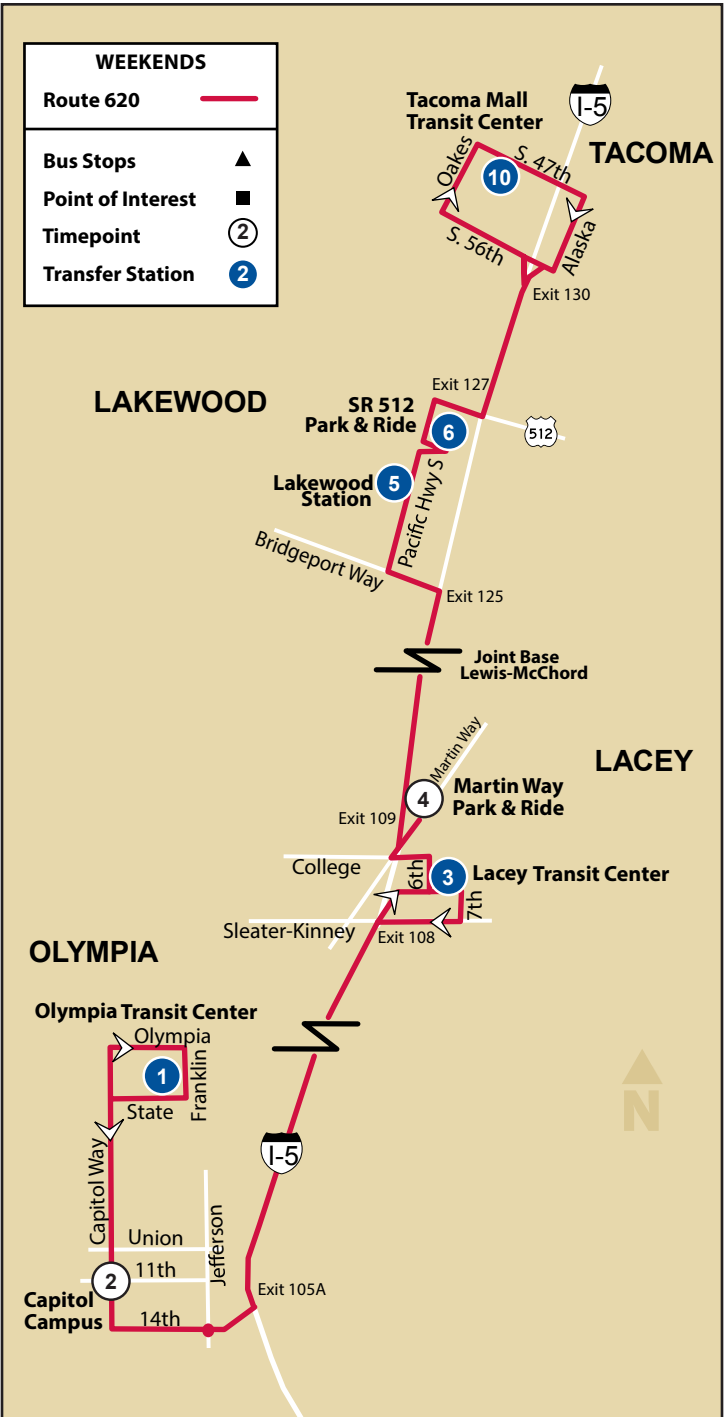 WEEKENDS
Route 620
Bus Stops
Point of Interest
Timepoint 2
Transfer Station 2
Tacoma Mall
Transit Center
I-5
TACOMA
Oakes
S. 47th
10
S. 56th
Alaska
Exit 130
LAKEWOOD
Exit 127
SR 512
Park & Ride
6
512
Lakewood
Station
5
Pacific Hwy S
Bridgeport Way
Exit 125
Joint Base
Lewis-McChord
Martin Way
LACEY
4
Martin Way
Park & Ride
Exit 109
College
6th
3
Lacey Transit Center
7th
Sleater-Kinney
Exit 108
OLYMPIA
Olympia Transit Center
Olympia
1
Franklin
State
N
Capitol Way
I-5
Union
Jefferson
11th
2
Exit 105A
Capitol
Campus
14th